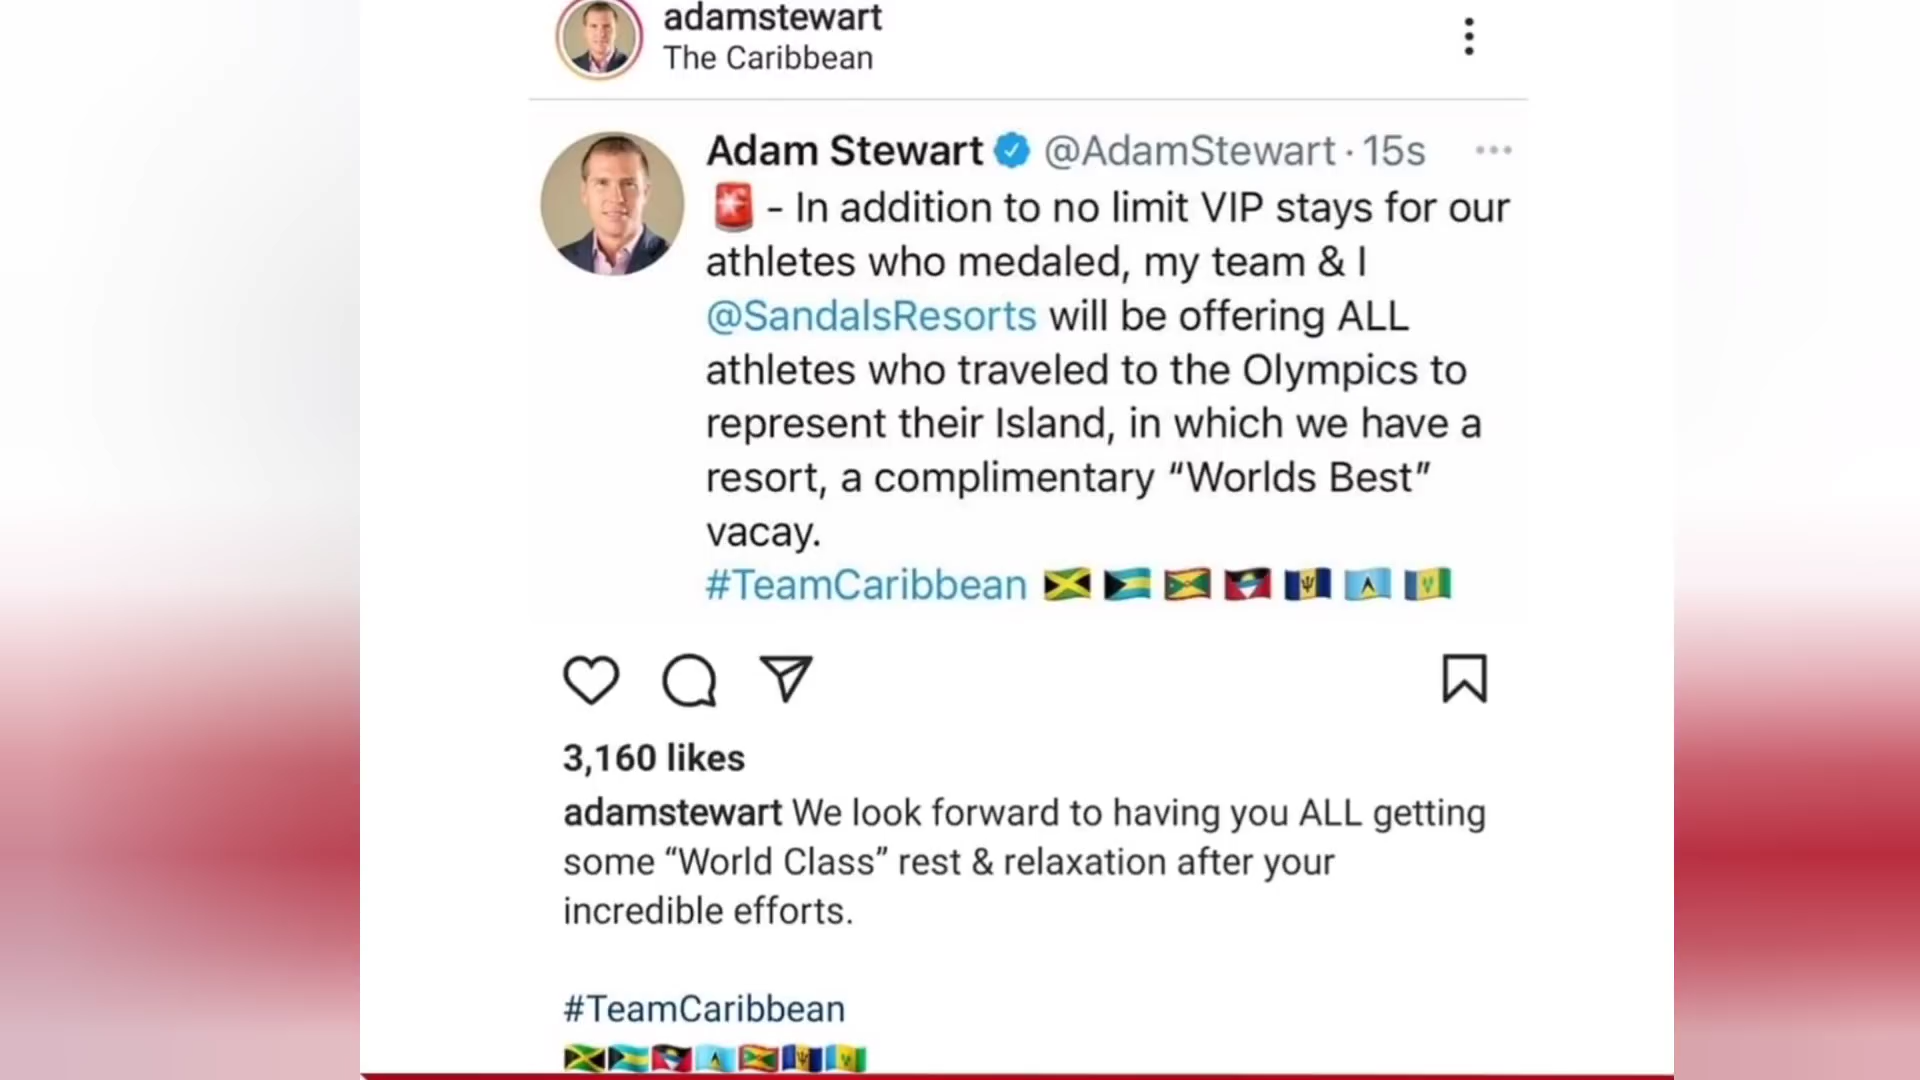 adamstewart
The Caribbean
Adam Stewart @AdamStewart · 15s
🚨 - In addition to no limit VIP stays for our
athletes who medaled, my team & I
@SandalsResorts will be offering ALL
athletes who traveled to the Olympics to
represent their Island, in which we have a
resort, a complimentary “Worlds Best”
vacay.
#TeamCaribbean 🇯🇲 🇧🇸 🇬🇩 🇦🇬 🇧🇧 🇱🇨 🇻🇨
3,160 likes
adamstewart We look forward to having you ALL getting
some “World Class” rest & relaxation after your
incredible efforts.
#TeamCaribbean
🇯🇲🇧🇸🇦🇬🇱🇨🇬🇩🇧🇧🇻🇨